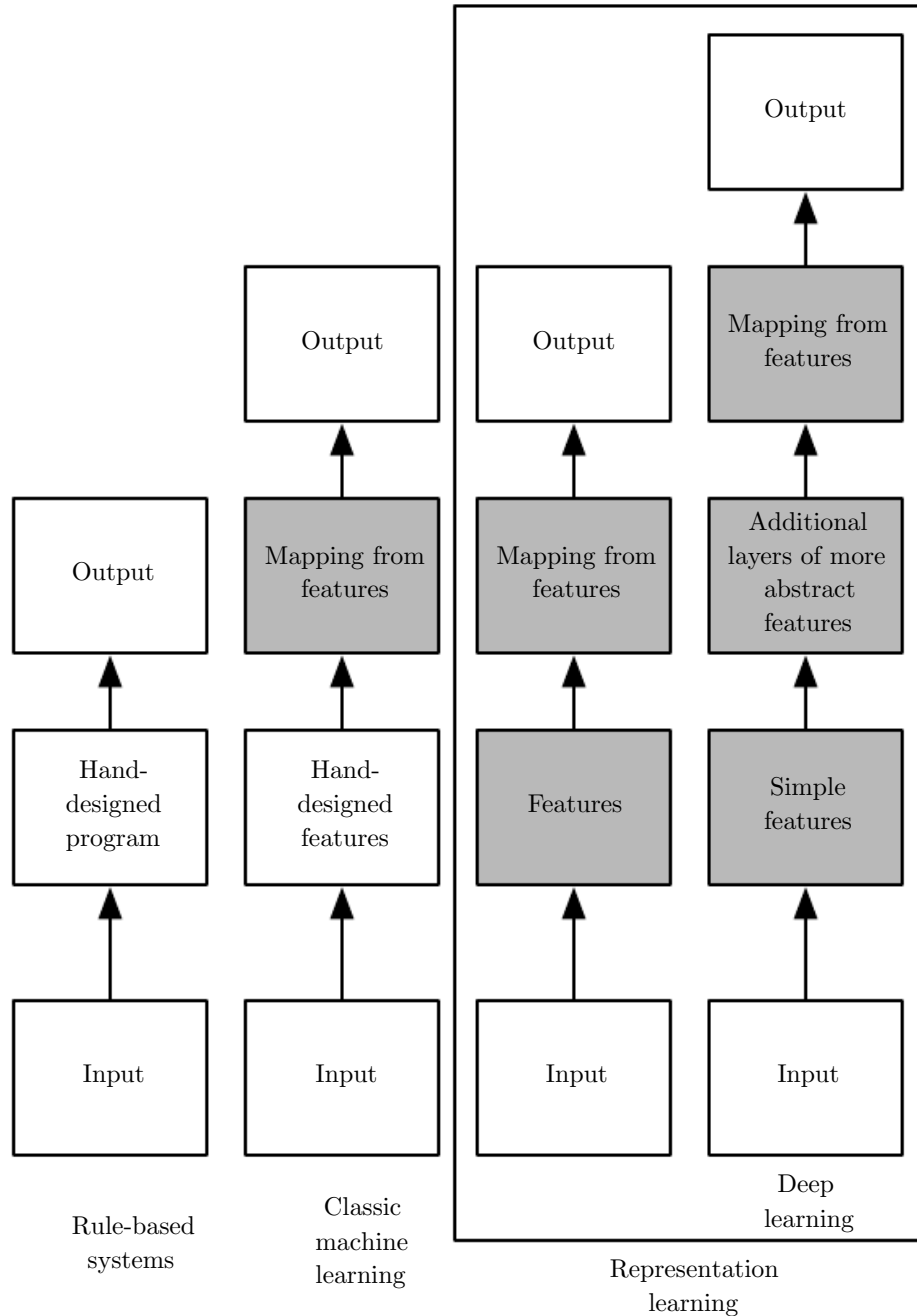 Output
Output
Output
Mapping from
features
Output
Mapping from
features
Mapping from
features
Additional
layers of more
abstract
features
Hand-
designed
program
Hand-
designed
features
Features
Simple
features
Input
Input
Input
Input
Rule-based
systems
Classic
machine
learning
Deep
learning
Representation
learning